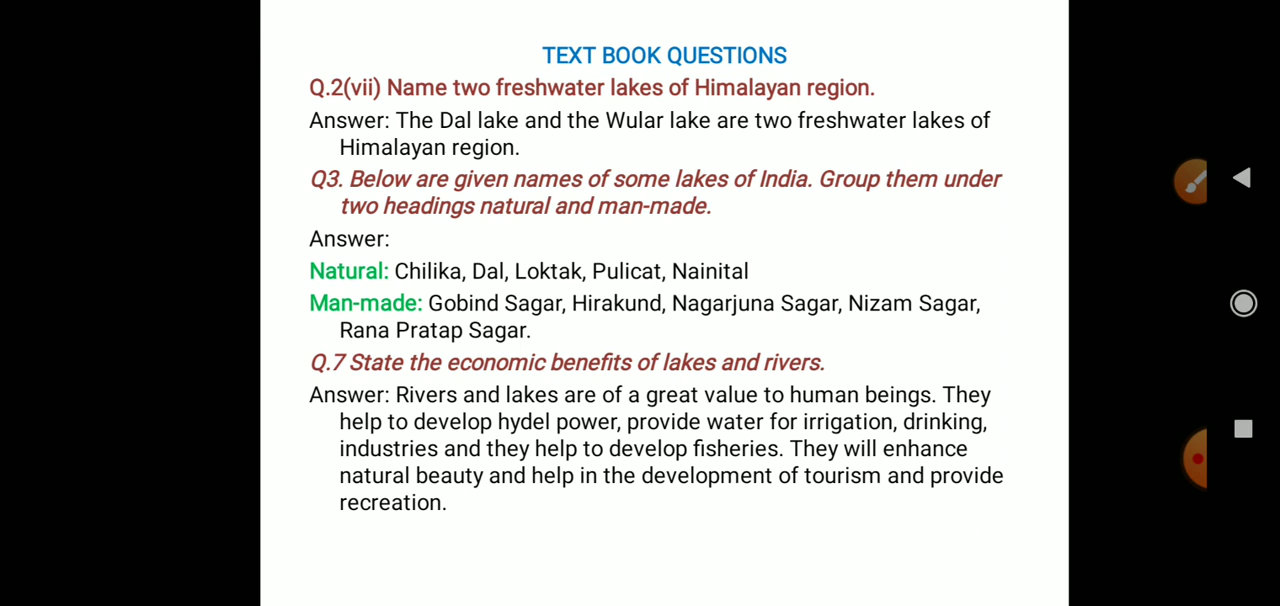 TEXT BOOK QUESTIONS
Q.2(vii) Name two freshwater lakes of Himalayan region.
Answer: The Dal lake and the Wular lake are two freshwater lakes of
Himalayan region.
Q3. Below are given names of some lakes of India. Group them under
two headings natural and man-made.
Answer:
Natural: Chilika, Dal, Loktak, Pulicat, Nainital
Man-made: Gobind Sagar, Hirakund, Nagarjuna Sagar, Nizam Sagar,
Rana Pratap Sagar.
Q.7 State the economic benefits of lakes and rivers.
Answer: Rivers and lakes are of a great value to human beings. They
help to develop hydel power, provide water for irrigation, drinking,
industries and they help to develop fisheries. They will enhance
natural beauty and help in the development of tourism and provide
recreation.